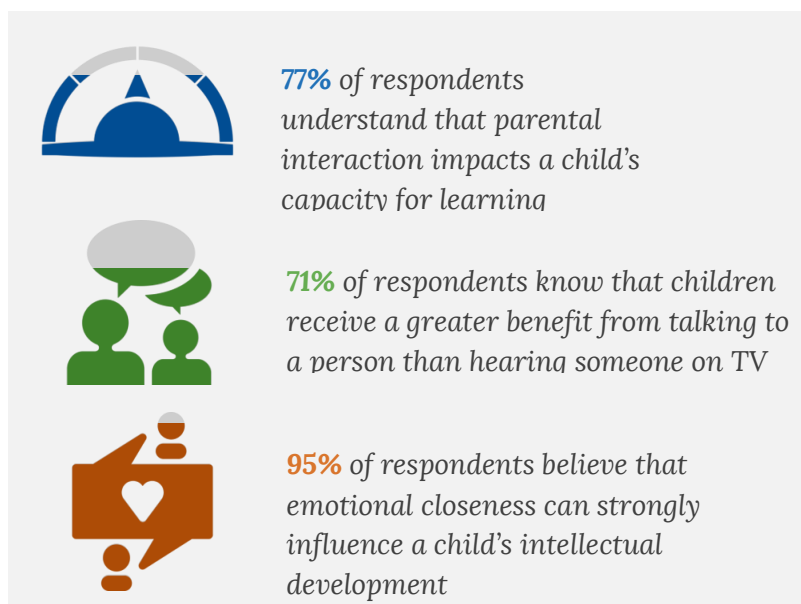 77% of respondents
understand that parental
interaction impacts a child's
capacity for learning
71% of respondents know that children
receive a greater benefit from talking to
a person than hearing someone on TV
95% of respondents believe that
emotional closeness can strongly
influence a child's intellectual
development